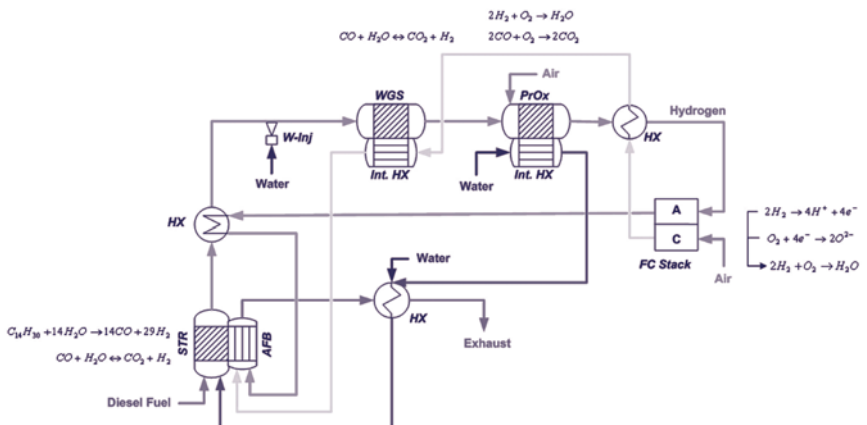 2H₂ + O₂ → H₂O
CO + H₂O ↔ CO₂ + H₂
2CO + O₂ → 2CO₂
Air
WGS
PrOx
Hydrogen
HX
W-Inj
Water
Int. HX
Water
Int. HX
HX
A
C
FC Stack
Air
2H₂ → 4H⁺ + 4e⁻
O₂ + 4e⁻ → 2O²⁻
2H₂ + O₂ → H₂O
Water
HX
Exhaust
C₁₄H₃₀ + 14H₂O → 14CO + 29H₂
CO + H₂O ↔ CO₂ + H₂
STR
AFB
Diesel Fuel